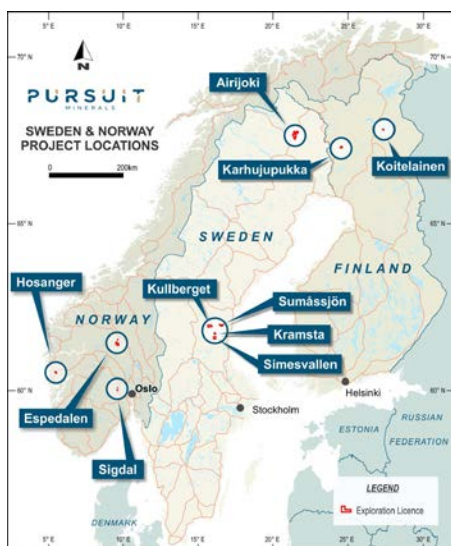 5° E
10° E
15° E
20° E
25° E
30° E
70° N
70° N
N
PURSUIT
MINERALS
SWEDEN & NORWAY
PROJECT LOCATIONS
0
200km
Airijoki
Karhujupukka
Koitelainen
65° N
65° N
SWEDEN
FINLAND
Hosanger
Kullberget
Sumåssjön
NORWAY
Kramsta
Simesvallen
60° N
60° N
Oslo
Helsinki
Espedalen
Stockholm
Sigdal
ESTONIA
RUSSIAN
FEDERATION
LEGEND
Exploration Licence
DENMARK
5° E
10° E
15° E
20° E
25° E